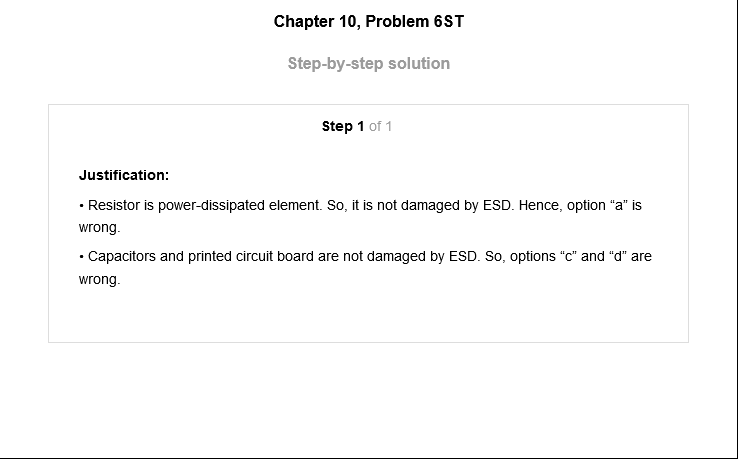 Chapter 10, Problem 6ST
Step-by-step solution
Step 1 of 1
Justification:
• Resistor is power-dissipated element. So, it is not damaged by ESD. Hence, option “a” is
wrong.
• Capacitors and printed circuit board are not damaged by ESD. So, options “c” and “d” are
wrong.